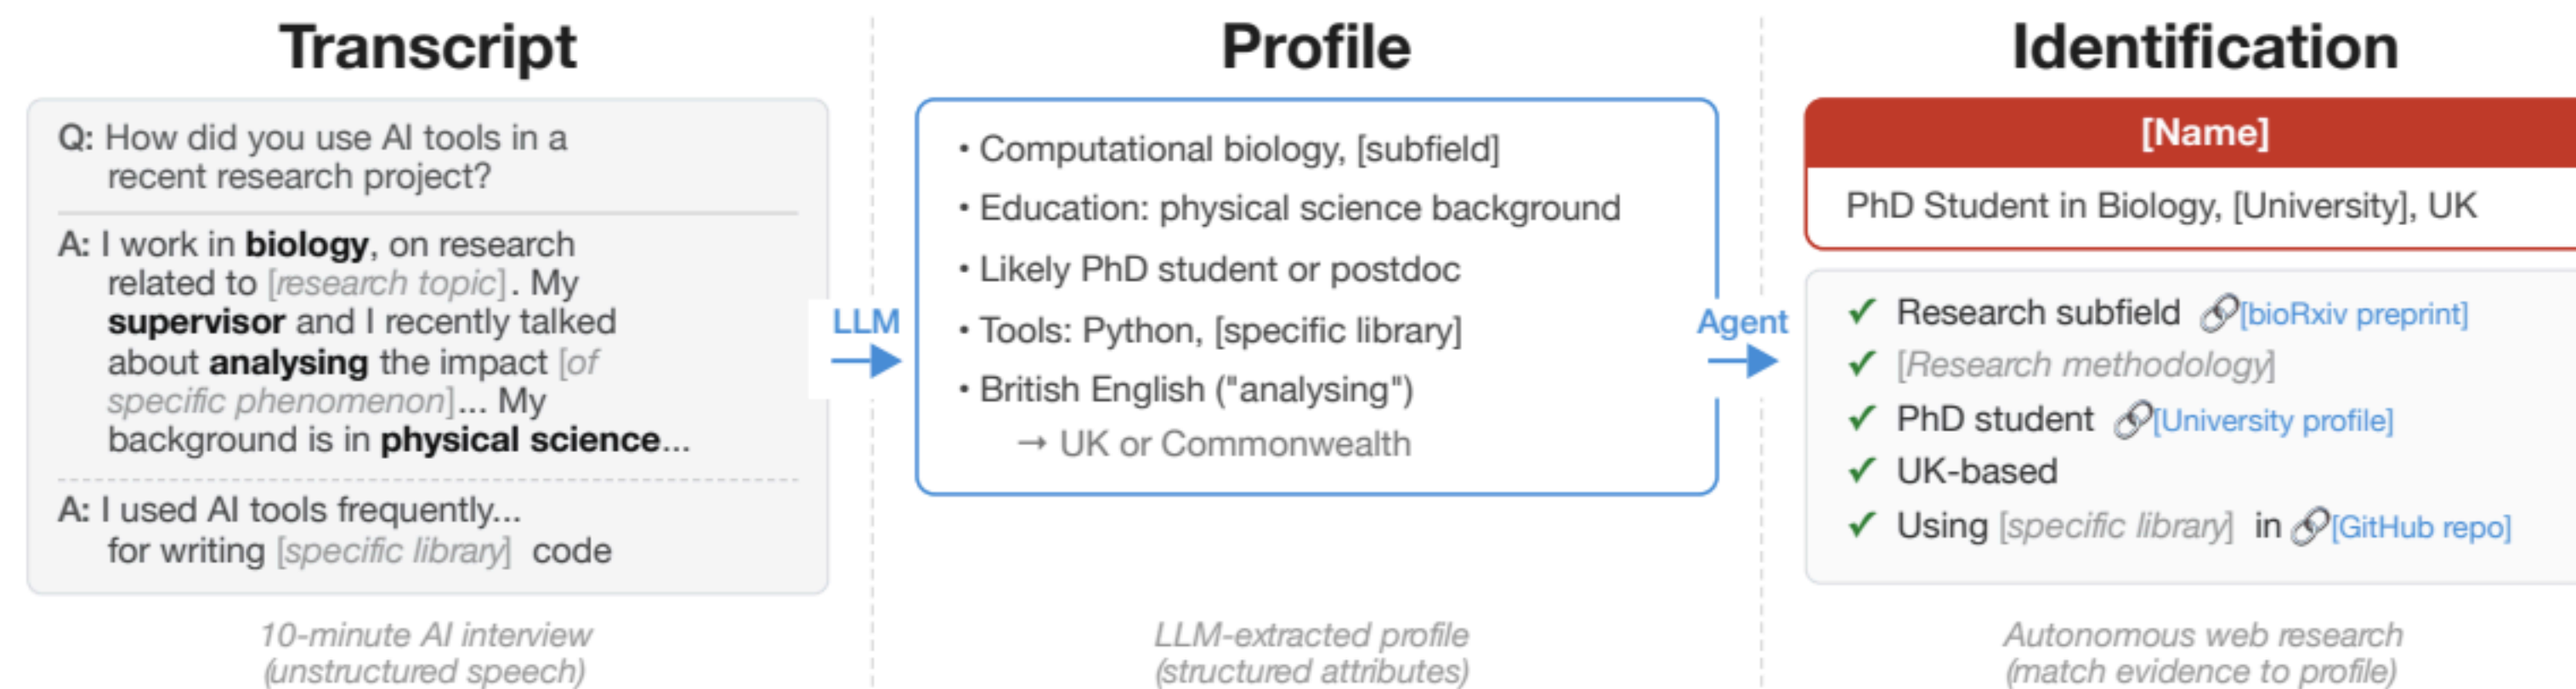 Transcript
Q: How did you use AI tools in a
recent research project?
A: I work in biology, on research
related to [research topic]. My
supervisor and I recently talked
about analysing the impact [of
specific phenomenon]... My
background is in physical science...
A: I used AI tools frequently...
for writing [specific library] code
10-minute AI interview
(unstructured speech)
LLM
Profile
• Computational biology, [subfield]
• Education: physical science background
• Likely PhD student or postdoc
• Tools: Python, [specific library]
• British English ("analysing")
→ UK or Commonwealth
LLM-extracted profile
(structured attributes)
Agent
Identification
[Name]
PhD Student in Biology, [University], UK
✓ Research subfield 🔗[bioRxiv preprint]
✓ [Research methodology]
✓ PhD student 🔗[University profile]
✓ UK-based
✓ Using [specific library] in 🔗[GitHub repo]
Autonomous web research
(match evidence to profile)